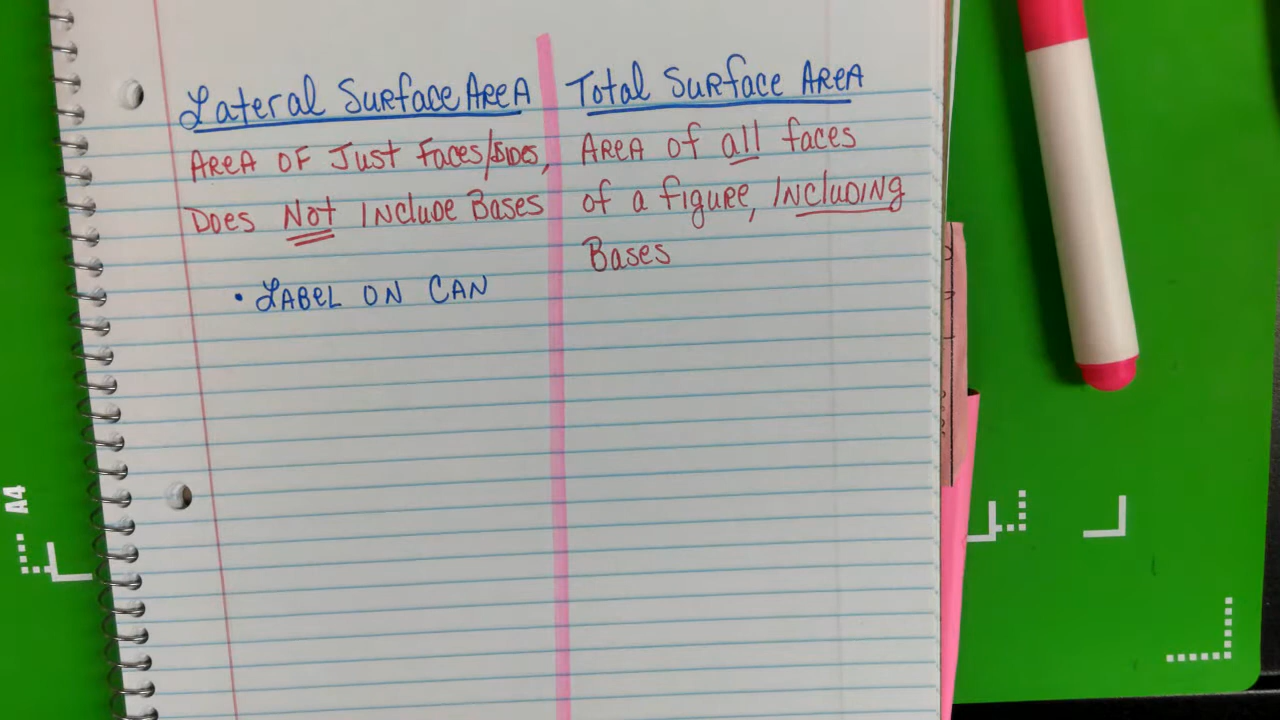 Lateral Surface Area
Area of Just Faces/Sides,
Does Not Include Bases
• Label on Can
Total Surface Area
Area of all faces
of a figure, Including
Bases
A4